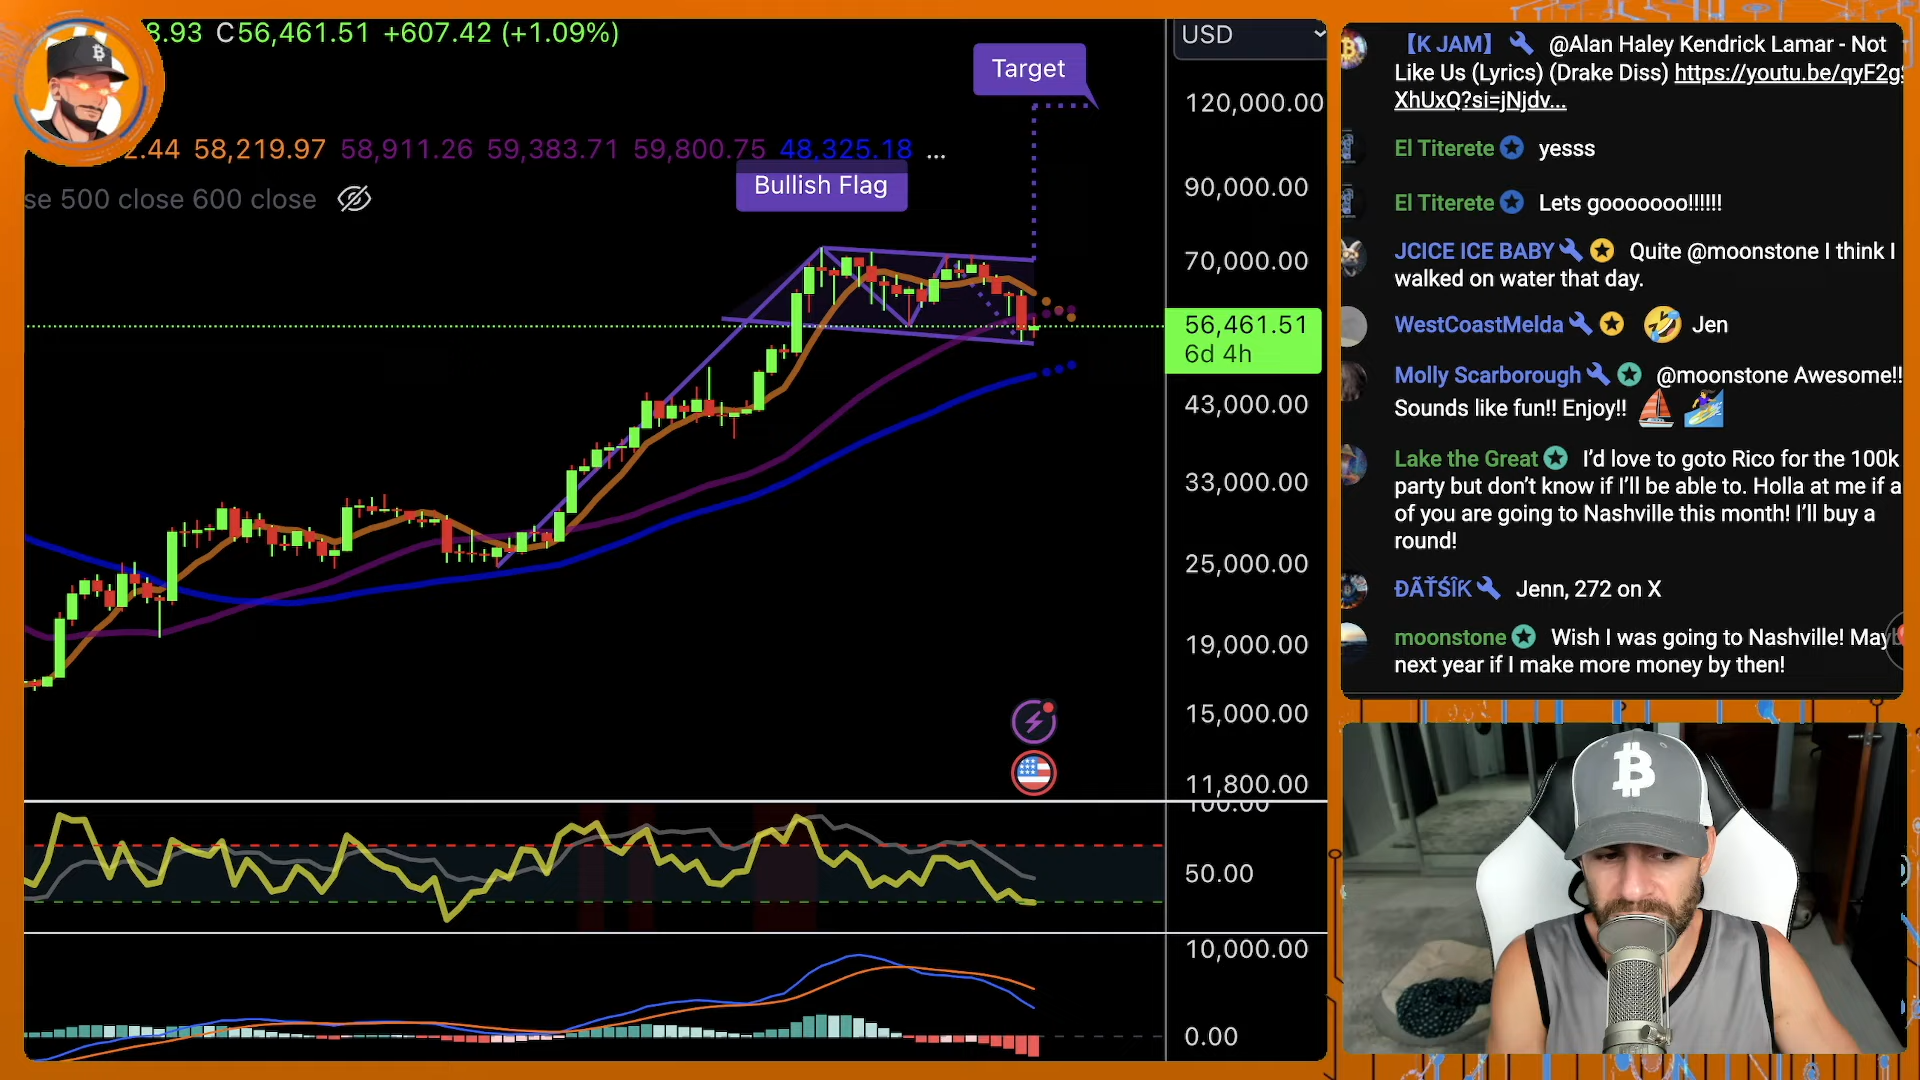 8.93 C56,461.51 +607.42 (+1.09%)
2.44 58,219.97 58,911.26 59,383.71 59,800.75 48,325.18 ...
se 500 close 600 close
Target
Bullish Flag
USD
120,000.00
90,000.00
70,000.00
56,461.51
6d 4h
43,000.00
33,000.00
25,000.00
19,000.00
15,000.00
11,800.00
100.00
50.00
10,000.00
0.00
【K JAM】 @Alan Haley Kendrick Lamar - Not
Like Us (Lyrics) (Drake Diss) https://youtu.be/qyF2g
XhUxQ?si=jNjdv...
El Titerete yesss
El Titerete Lets gooooooo!!!!!!
JCICE ICE BABY Quite @moonstone I think I
walked on water that day.
WestCoastMelda Jen
Molly Scarborough @moonstone Awesome!!
Sounds like fun!! Enjoy!!
Lake the Great I'd love to goto Rico for the 100k
party but don't know if I'll be able to. Holla at me if a
of you are going to Nashville this month! I'll buy a
round!
ĐÃŤŚÎК Jenn, 272 on X
moonstone Wish I was going to Nashville! Mayb
next year if I make more money by then!